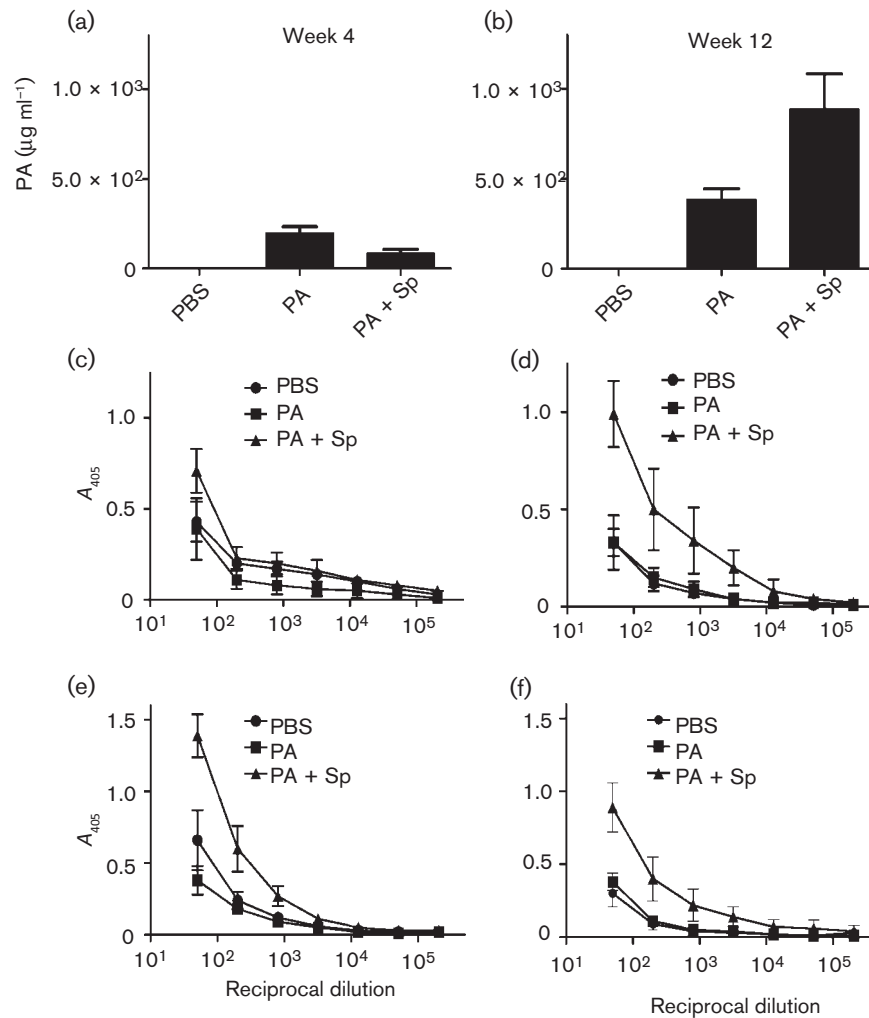 (a)
Week 4
PA (µg ml⁻¹)
1.0 × 10³
5.0 × 10²
0
PBS
PA
PA + Sp
(b)
Week 12
1.0 × 10³
5.0 × 10²
0
PBS
PA
PA + Sp
(c)
PBS
PA
PA + Sp
A₄₀₅
1.0
0.5
0
10¹ 10² 10³ 10⁴ 10⁵
(d)
PBS
PA
PA + Sp
1.0
0.5
0
10¹ 10² 10³ 10⁴ 10⁵
(e)
PBS
PA
PA + Sp
A₄₀₅
1.5
1.0
0.5
0
10¹ 10² 10³ 10⁴ 10⁵
Reciprocal dilution
(f)
PBS
PA
PA + Sp
1.5
1.0
0.5
0
10¹ 10² 10³ 10⁴ 10⁵
Reciprocal dilution